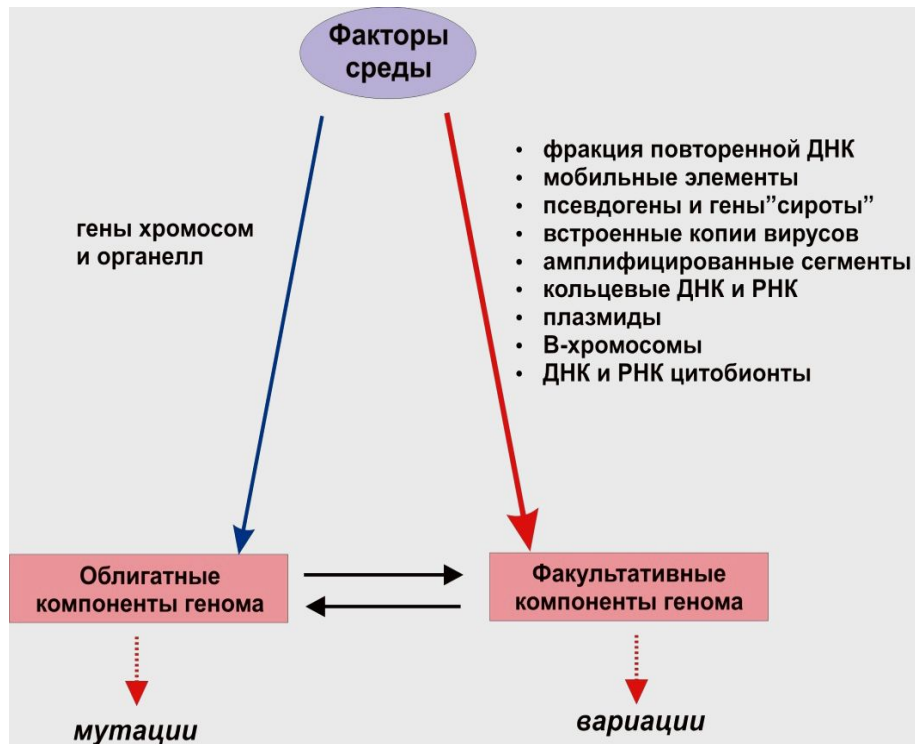 Факторы
среды
гены хромосом
и органелл
• фракция повторенной ДНК
• мобильные элементы
• псевдогены и гены”сироты”
• встроенные копии вирусов
• амплифицированные сегменты
• кольцевые ДНК и РНК
• плазмиды
• В-хромосомы
• ДНК и РНК цитобионты
Облигатные
компоненты генома
Факультативные
компоненты генома
мутации
вариации